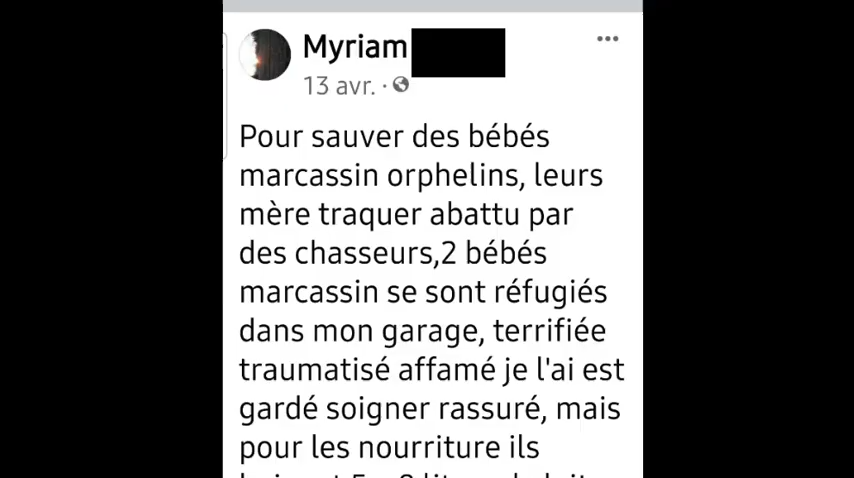 Myriam
13 avr. ·
Pour sauver des bébés
marcassin orphelins, leurs
mère traquer abattu par
des chasseurs,2 bébés
marcassin se sont réfugiés
dans mon garage, terrifiée
traumatisé affamé je l'ai est
gardé soigner rassuré, mais
pour les nourriture ils